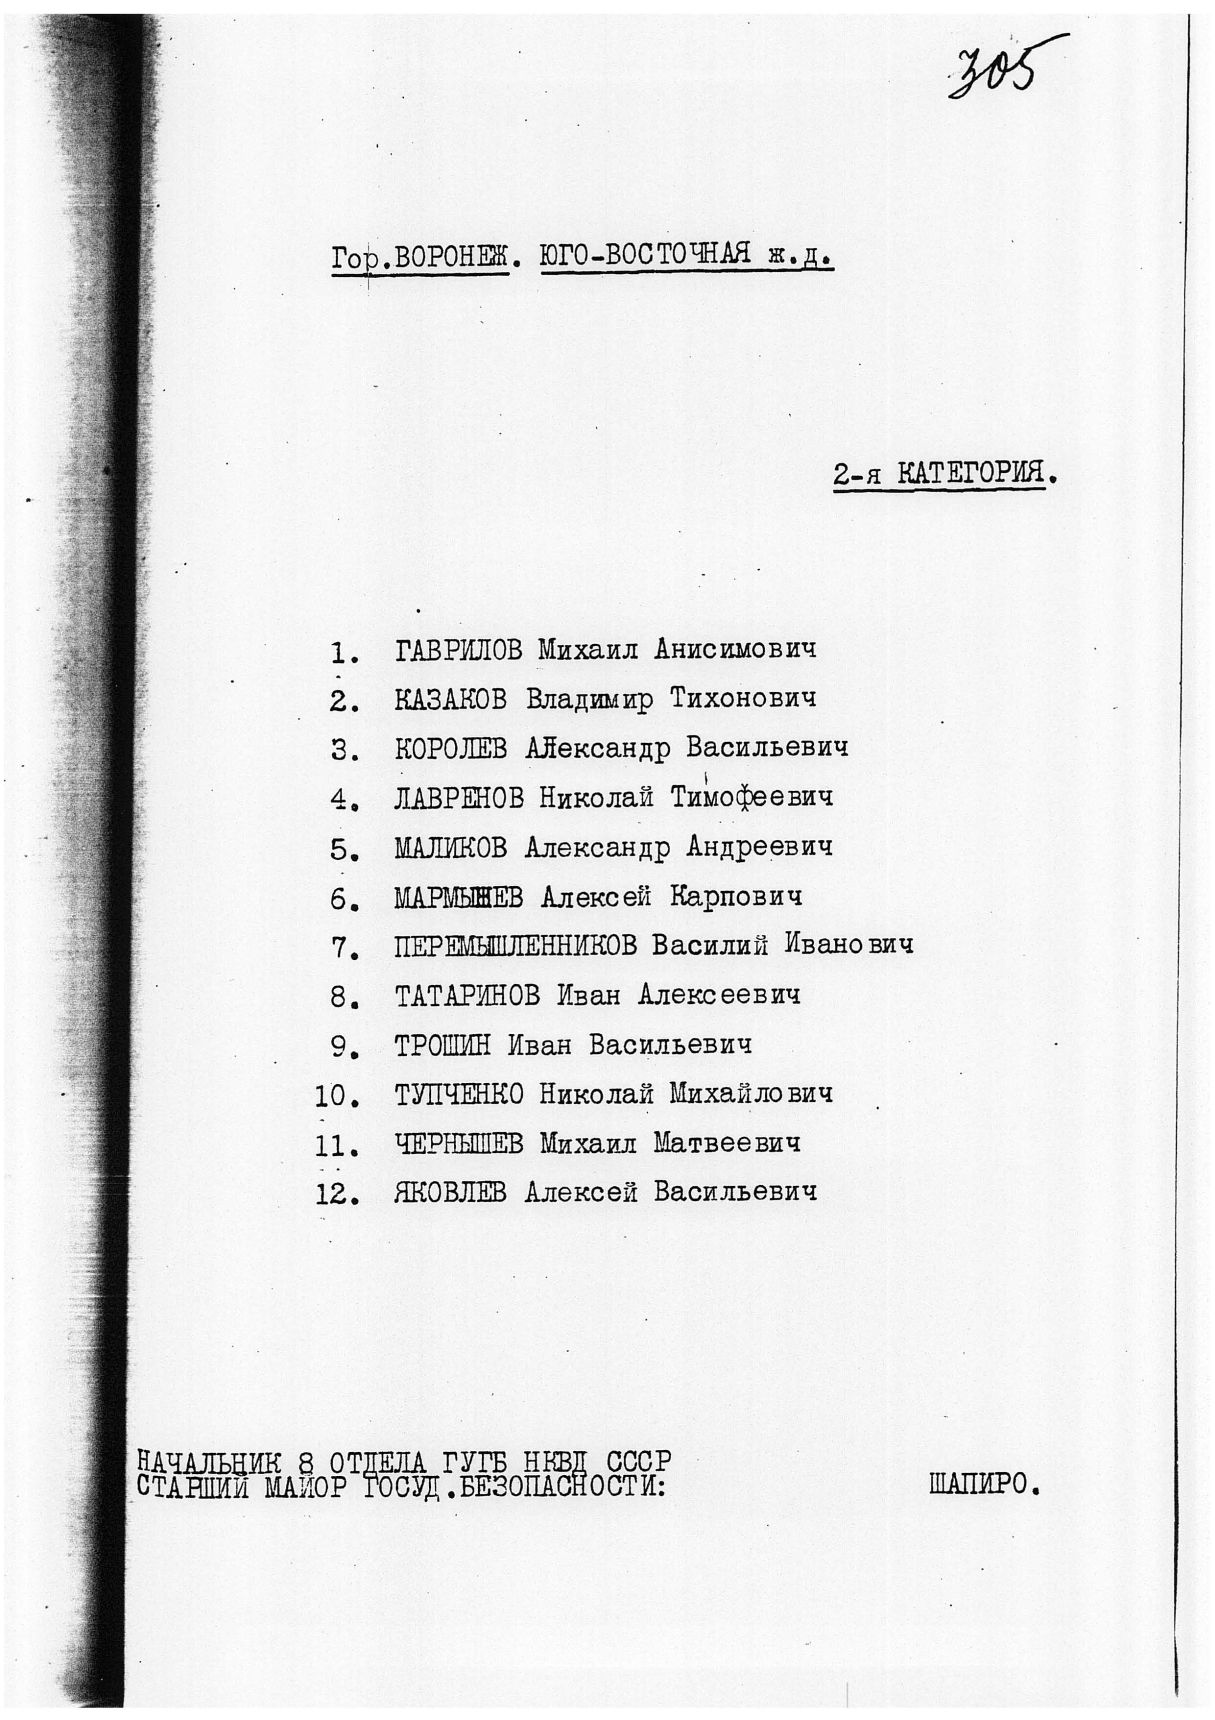 305
Гор.ВОРОНЕЖ. ЮГО-ВОСТОЧНАЯ ж.д.
2-я КАТЕГОРИЯ.
1. ГАВРИЛОВ Михаил Анисимович
2. КАЗАКОВ Владимир Тихонович
3. КОРОЛЕВ Александр Васильевич
4. ЛАВРЕНОВ Николай Тимофеевич
5. МАЛИКОВ Александр Андреевич
6. Алексей Карпович
7. ПЕРЕМЫШЛЕННИКОВ Василий Иванович
8. ТАТАРИНОВ Иван Алексеевич
9. ТРОШИН Иван Васильевич
10. ТУПЧЕНКО Николай Михайлович
11. ЧЕРНЫШЕВ Михаил Матвеевич
12. ЯКОВЛЕВ Алексей Васильевич
НАЧАЛЬНИК 8 ОТДЕЛА ГУГБ НКВД СССР
СТАРШИЙ МАЙОР ГОСУД.БЕЗОПАСНОСТИ: ШАПИРО.